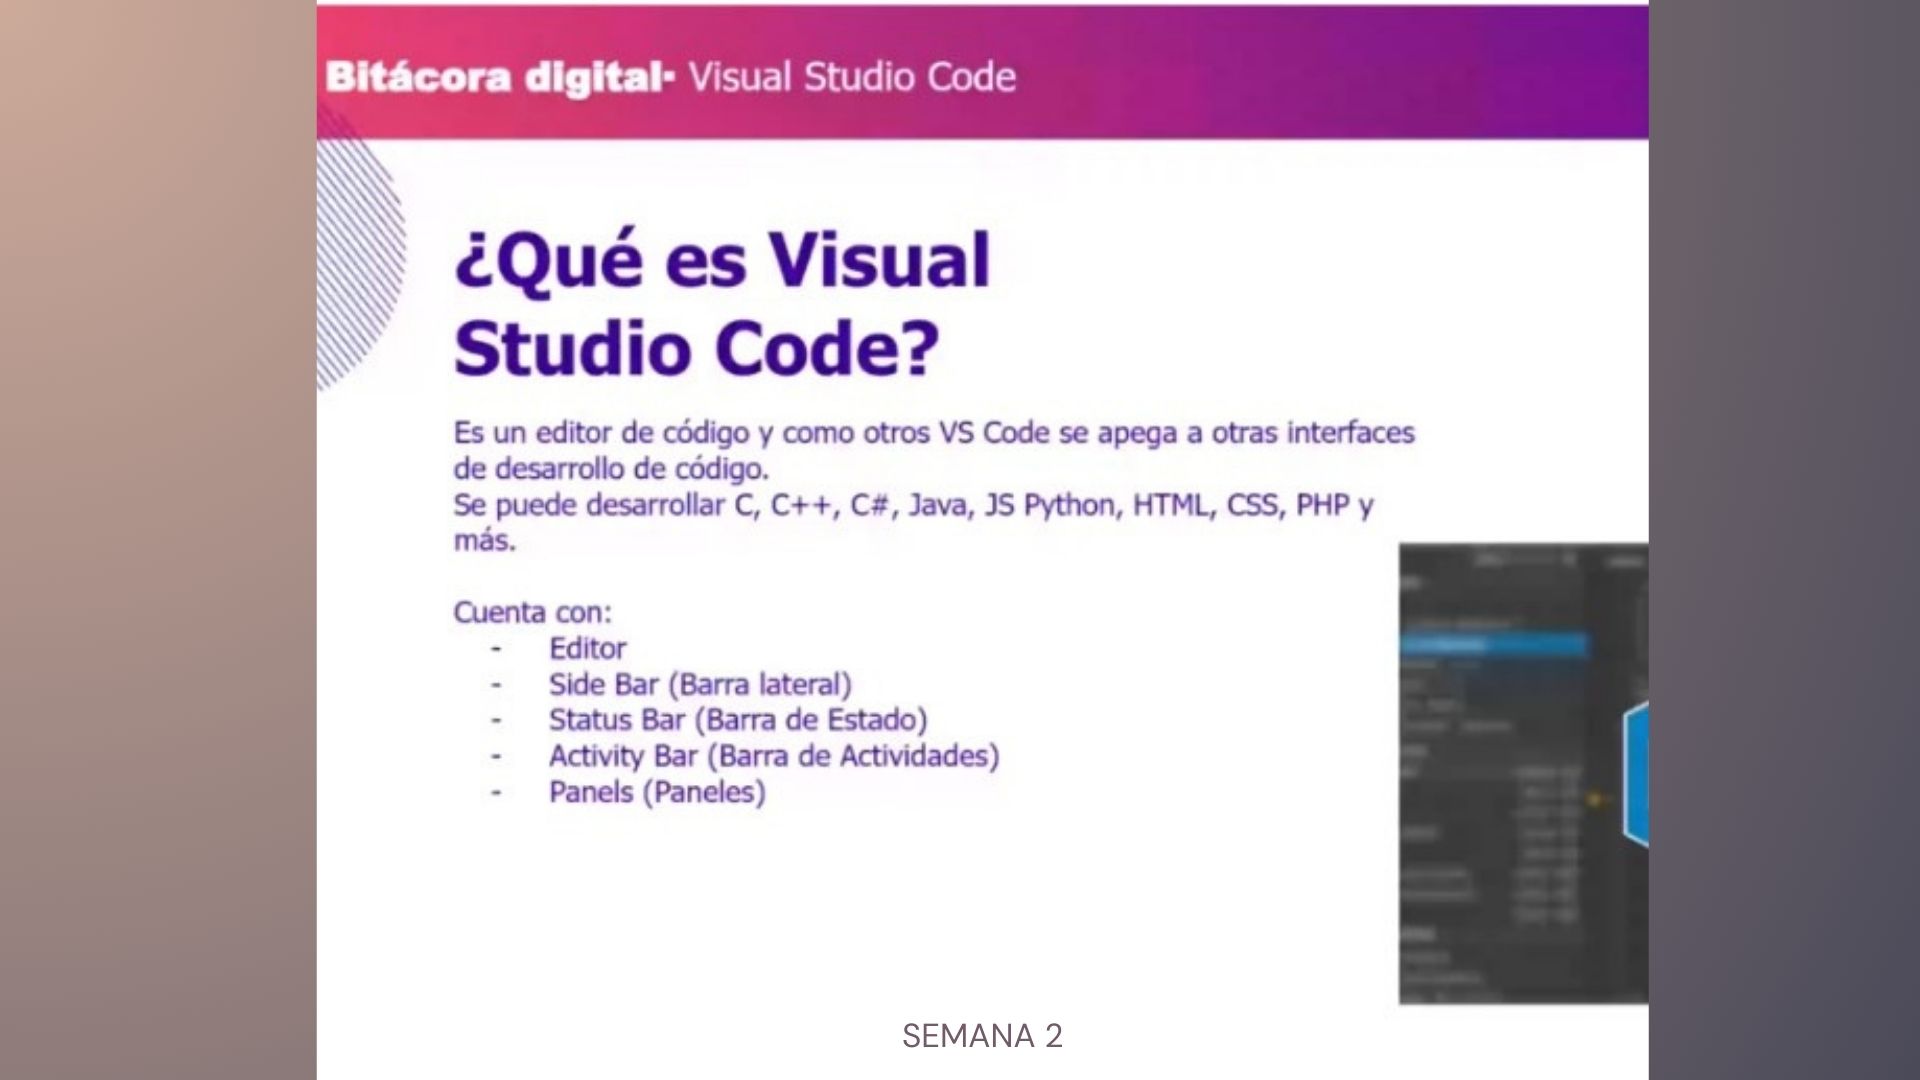 Bitácora digital- Visual Studio Code
¿Qué es Visual
Studio Code?
Es un editor de código y como otros VS Code se apega a otras interfaces
de desarrollo de código.
Se puede desarrollar C, C++, C#, Java, JS Python, HTML, CSS, PHP y
más.
Cuenta con:
- Editor
- Side Bar (Barra lateral)
- Status Bar (Barra de Estado)
- Activity Bar (Barra de Actividades)
- Panels (Paneles)
SEMANA 2